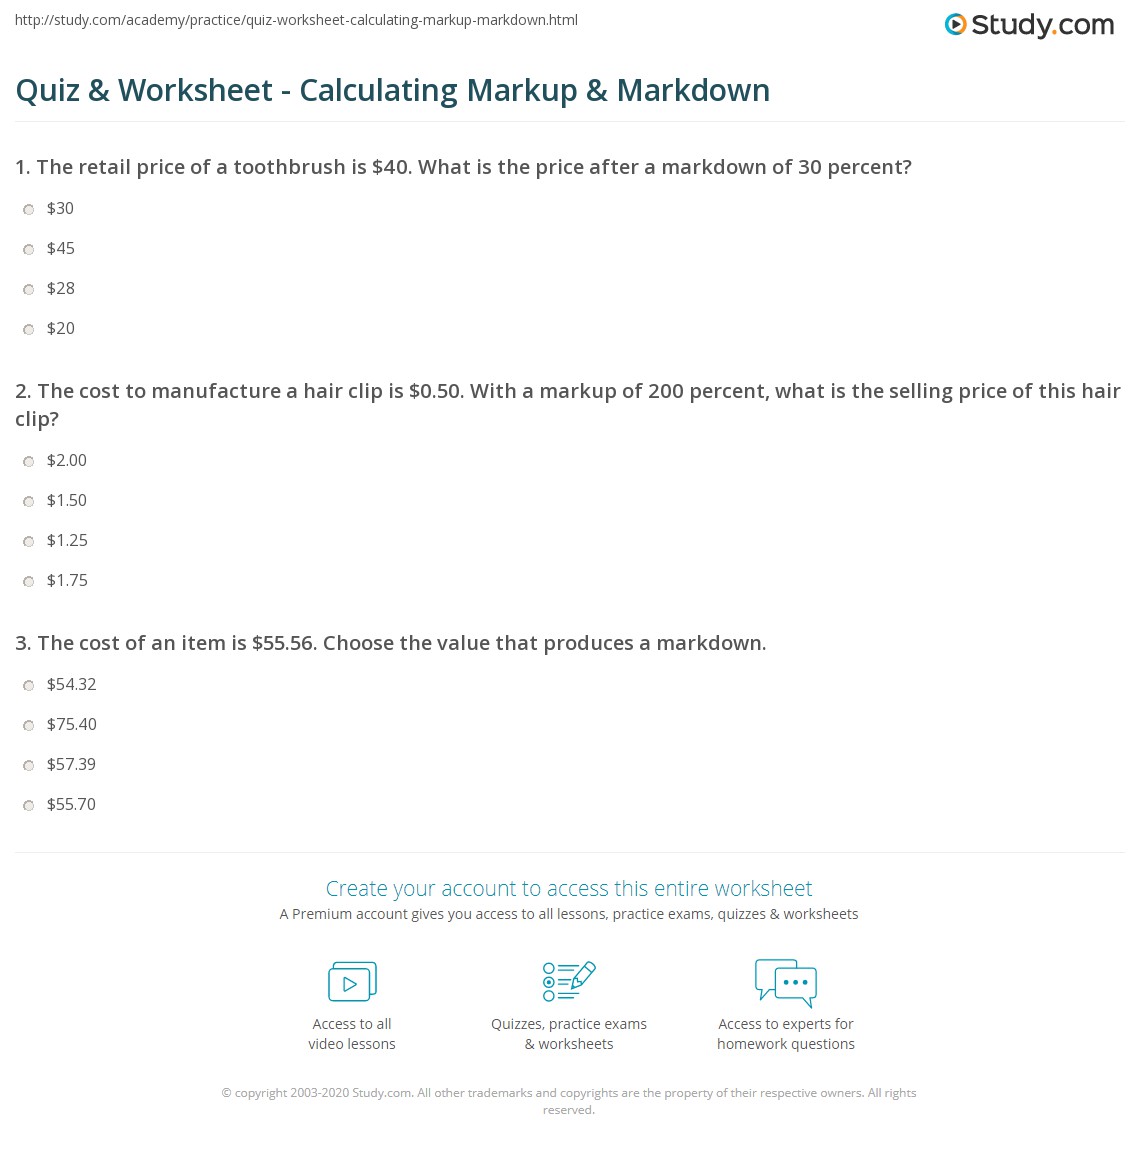 http://study.com/academy/practice/quiz-worksheet-calculating-markup-markdown.html
Study.com
Quiz & Worksheet - Calculating Markup & Markdown
1. The retail price of a toothbrush is $40. What is the price after a markdown of 30 percent?
$30
$45
$28
$20
2. The cost to manufacture a hair clip is $0.50. With a markup of 200 percent, what is the selling price of this hair
clip?
$2.00
$1.50
$1.25
$1.75
3. The cost of an item is $55.56. Choose the value that produces a markdown.
$54.32
$75.40
$57.39
$55.70
Create your account to access this entire worksheet
A Premium account gives you access to all lessons, practice exams, quizzes & worksheets
Access to all
video lessons
Quizzes, practice exams
& worksheets
Access to experts for
homework questions
© copyright 2003-2020 Study.com. All other trademarks and copyrights are the property of their respective owners. All rights
reserved.